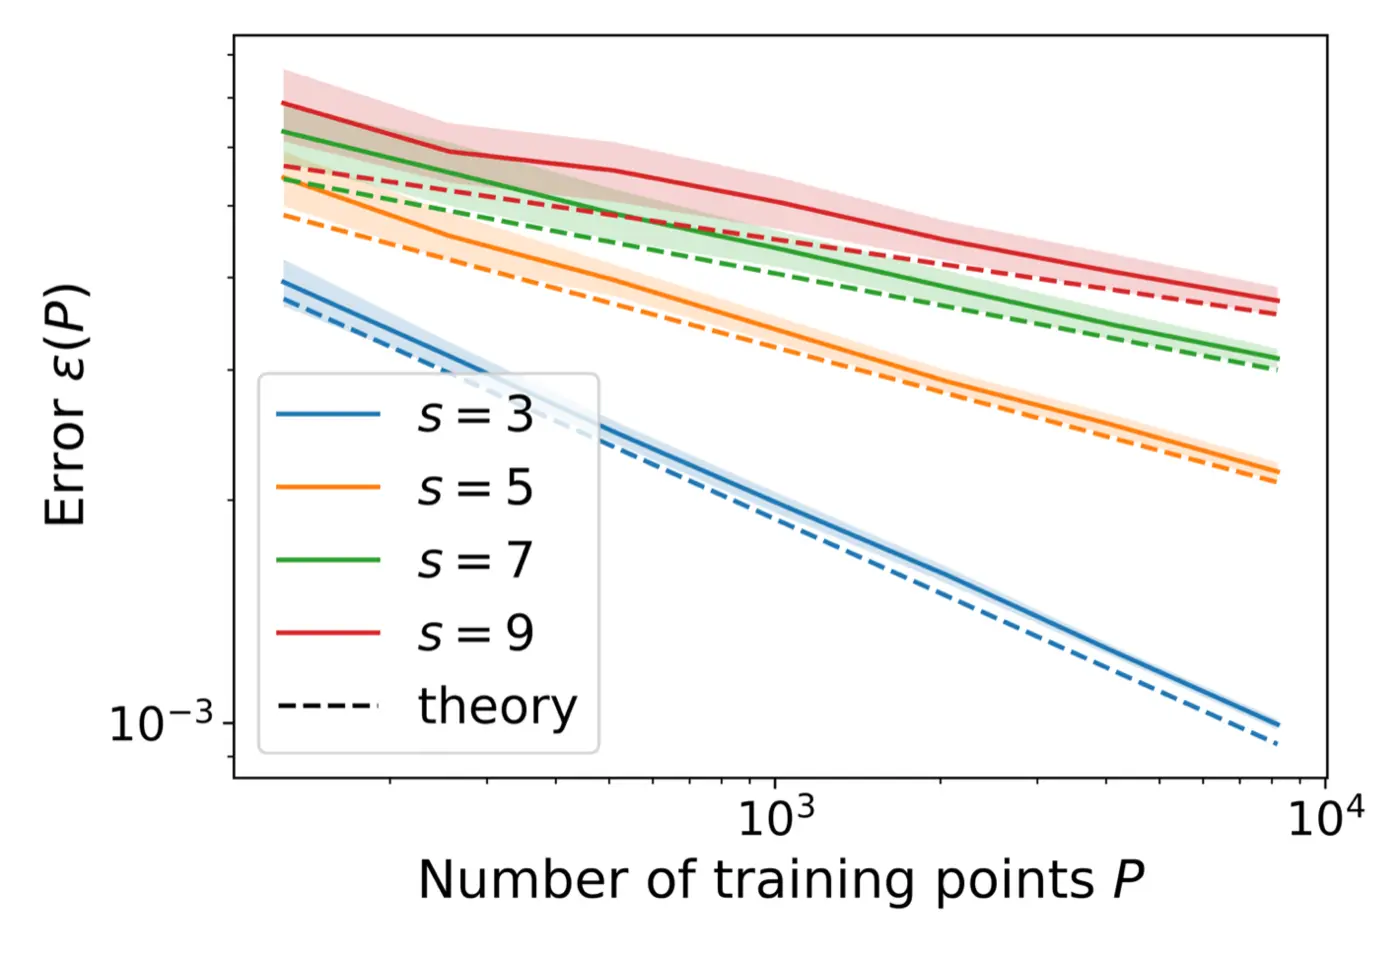 Error ε(P)
s = 3
s = 5
s = 7
s = 9
theory
10⁻³
10³
10⁴
Number of training points P